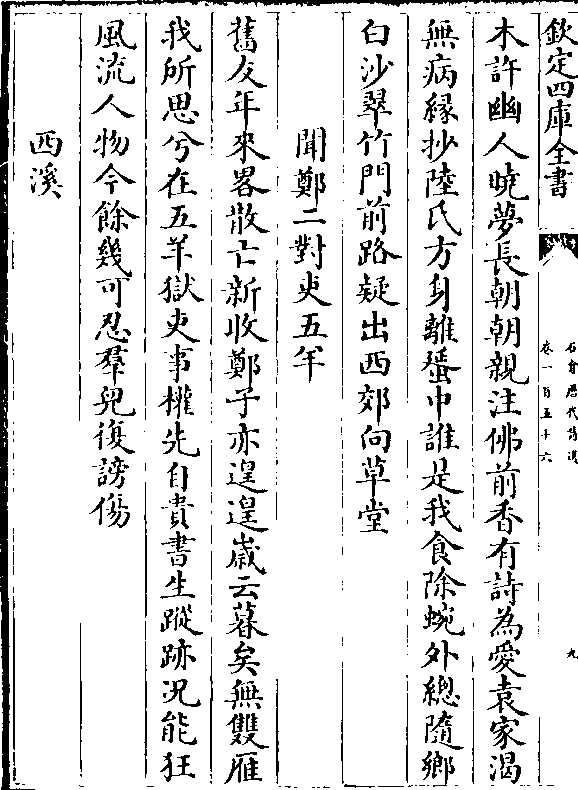 欽定四庫全書
石倉歷代詩選
卷一百五十六
九
木許幽人曉夢長朝朝親注佛前香有詩為愛袁家渴
無病緣抄陸氏方身離蜑中誰是我食除蜿外總隨鄉
白沙翠竹門前路疑出西郊向草堂
聞鄭二對吏五羊
舊友年來畧散亡新收鄭子亦遑遑嵗云暮矣無雙雁
我所思兮在五羊獄吏事權先自貴書生蹤跡况能狂
風流人物今餘幾可忍羣兒復謗傷
西溪